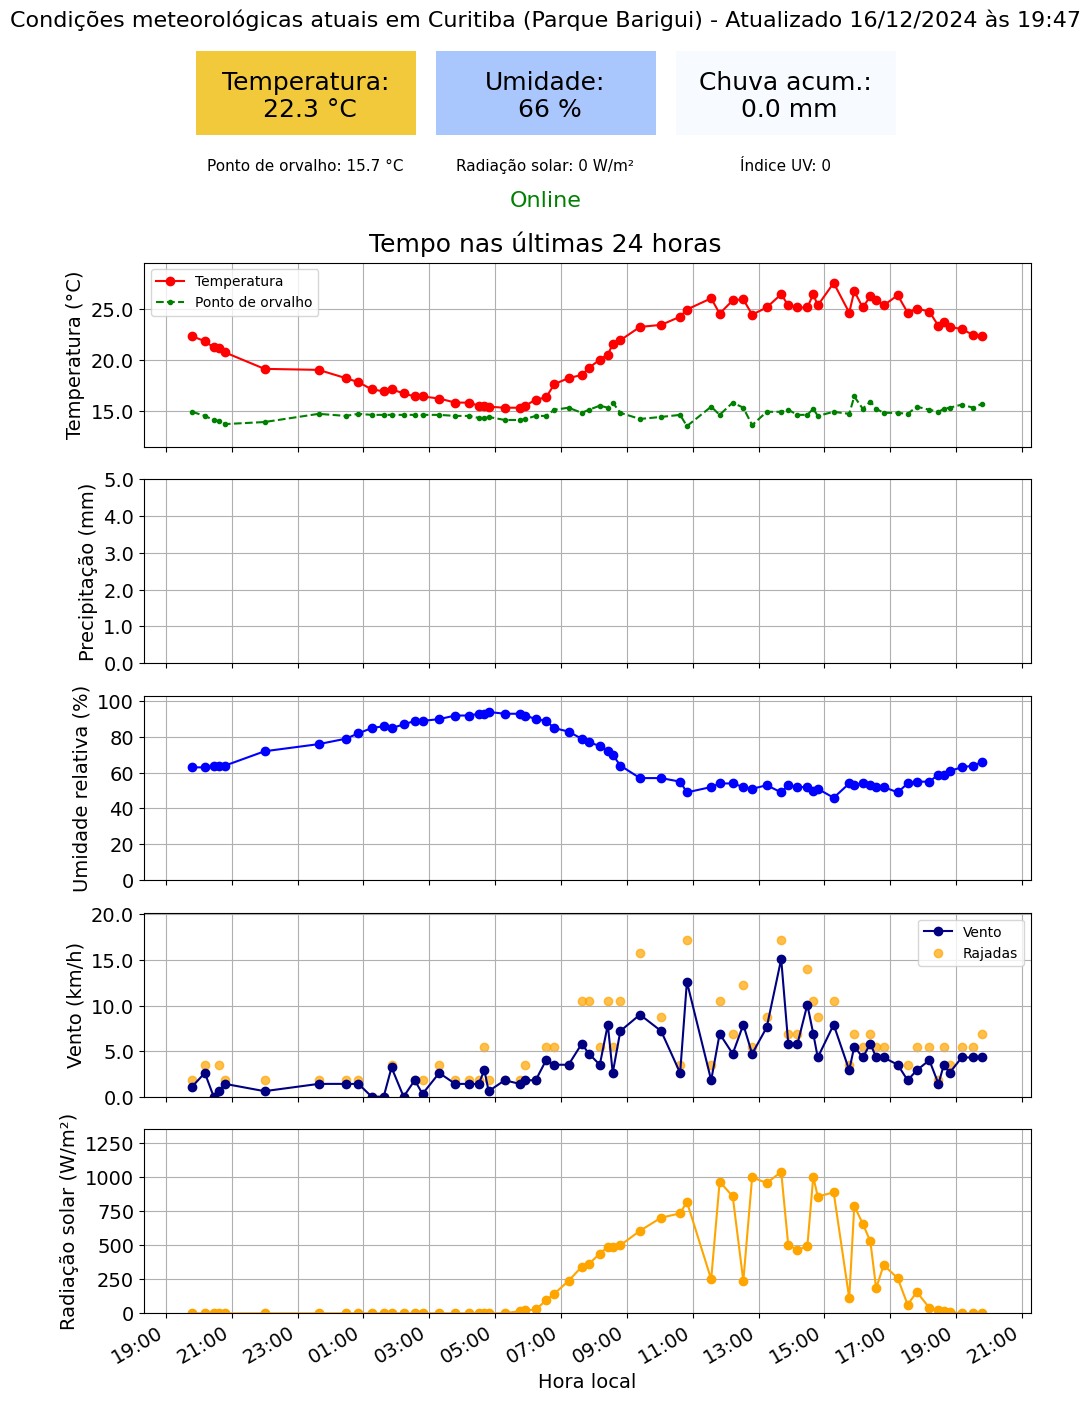 Condições meteorológicas atuais em Curitiba (Parque Barigui) - Atualizado 16/12/2024 às 19:47
Temperatura:
22.3 °C
Umidade:
66 %
Chuva acum.:
0.0 mm
Ponto de orvalho: 15.7 °C
Radiação solar: 0 W/m²
Índice UV: 0
Online
Tempo nas últimas 24 horas
Temperatura (°C)
25.0
20.0
15.0
Temperatura
Ponto de orvalho
Precipitação (mm)
5.0
4.0
3.0
2.0
1.0
0.0
Umidade relativa (%)
100
80
60
40
20
0
Vento (km/h)
20.0
15.0
10.0
5.0
0.0
Vento
Rajadas
Radiação solar (W/m²)
1250
1000
750
500
250
0
19:00
21:00
23:00
01:00
03:00
05:00
07:00
09:00
11:00
13:00
15:00
17:00
19:00
21:00
Hora local